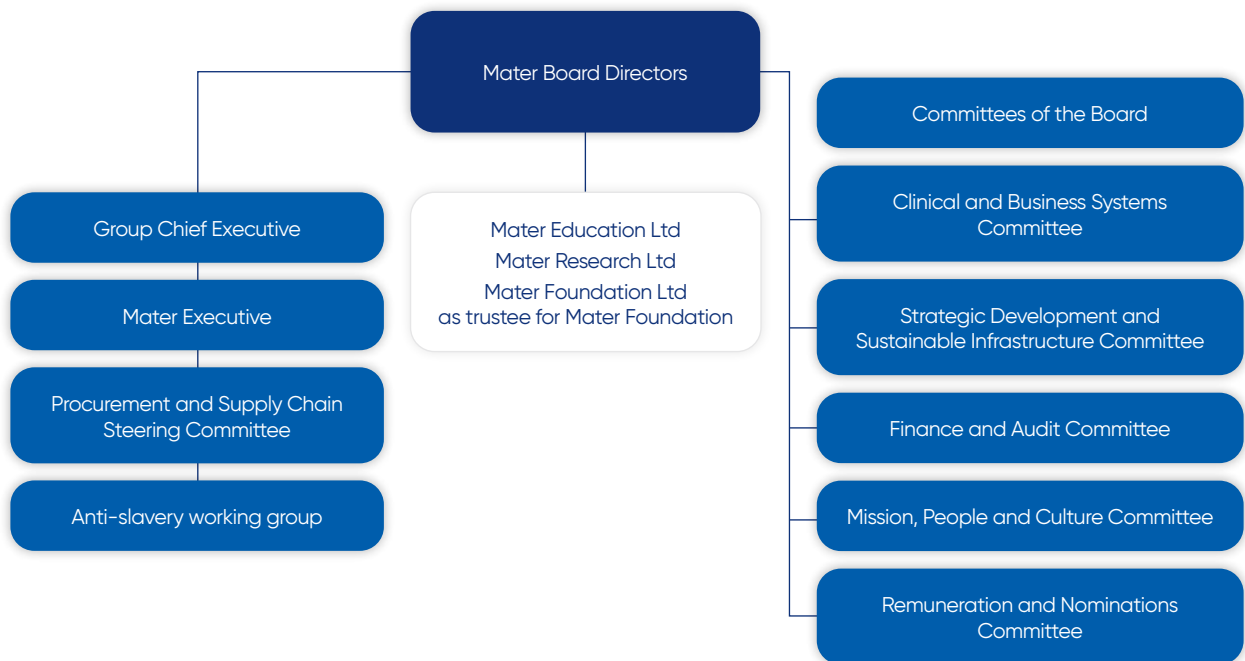 Mater Board Directors
Group Chief Executive
Mater Executive
Procurement and Supply Chain
Steering Committee
Anti-slavery working group
Mater Education Ltd
Mater Research Ltd
Mater Foundation Ltd
as trustee for Mater Foundation
Committees of the Board
Clinical and Business Systems
Committee
Strategic Development and
Sustainable Infrastructure Committee
Finance and Audit Committee
Mission, People and Culture Committee
Remuneration and Nominations
Committee